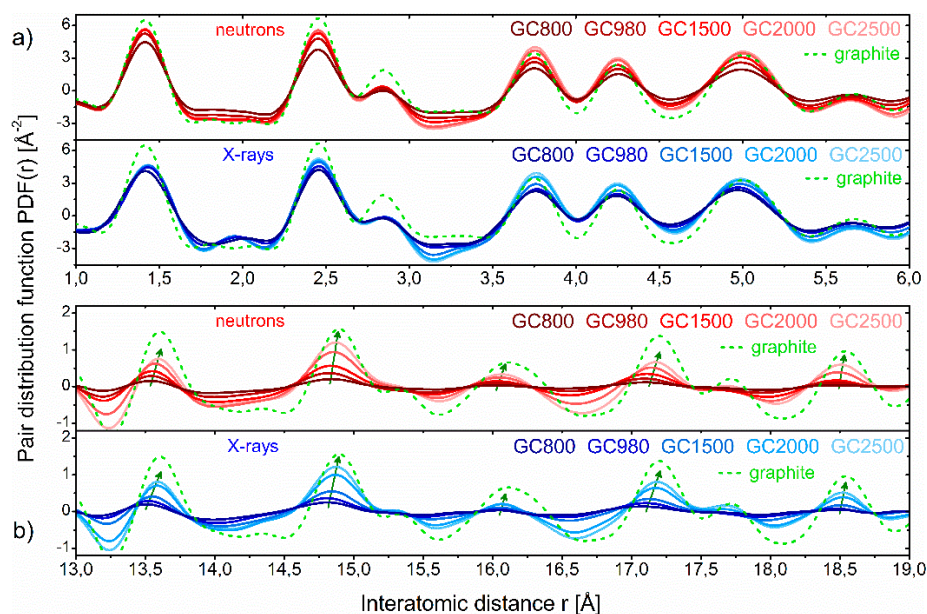 a)
Pair distribution function PDF(r) [Å⁻²]
neutrons GC800 GC980 GC1500 GC2000 GC2500
graphite
6
3
0
-3
X-rays GC800 GC980 GC1500 GC2000 GC2500
graphite
6
3
0
-3
1,0 1,5 2,0 2,5 3,0 3,5 4,0 4,5 5,0 5,5 6,0
neutrons GC800 GC980 GC1500 GC2000 GC2500
graphite
2
1
0
-1
X-rays GC800 GC980 GC1500 GC2000 GC2500
graphite
2
1
0
-1
b)
13,0 13,5 14,0 14,5 15,0 15,5 16,0 16,5 17,0 17,5 18,0 18,5 19,0
Interatomic distance r [Å]